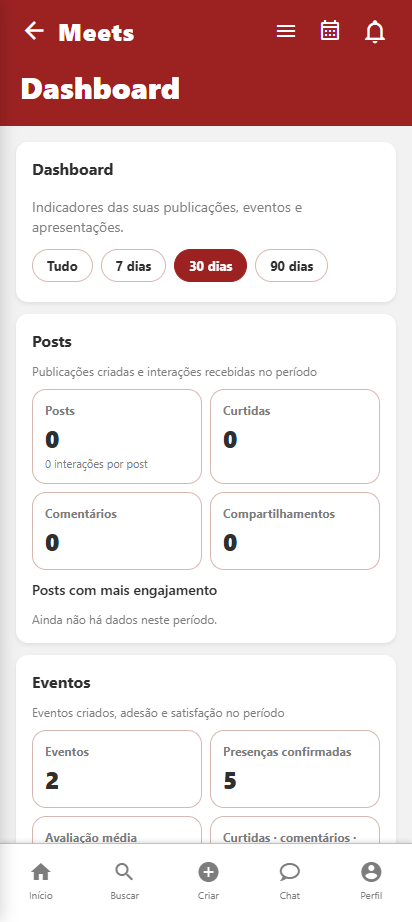 Meets
Dashboard
Dashboard
Indicadores das suas publicações, eventos e
apresentações.
Tudo
7 dias
30 dias
90 dias
Posts
Publicações criadas e interações recebidas no período
Posts
Curtidas
0
0
0 interações por post
Comentários
Compartilhamentos
0
0
Posts com mais engajamento
Ainda não há dados neste período.
Eventos
Eventos criados, adesão e satisfação no período
Eventos
Presenças confirmadas
2
5
Avaliação média
Curtidas · comentários ·
Início
Buscar
Criar
Chat
Perfil